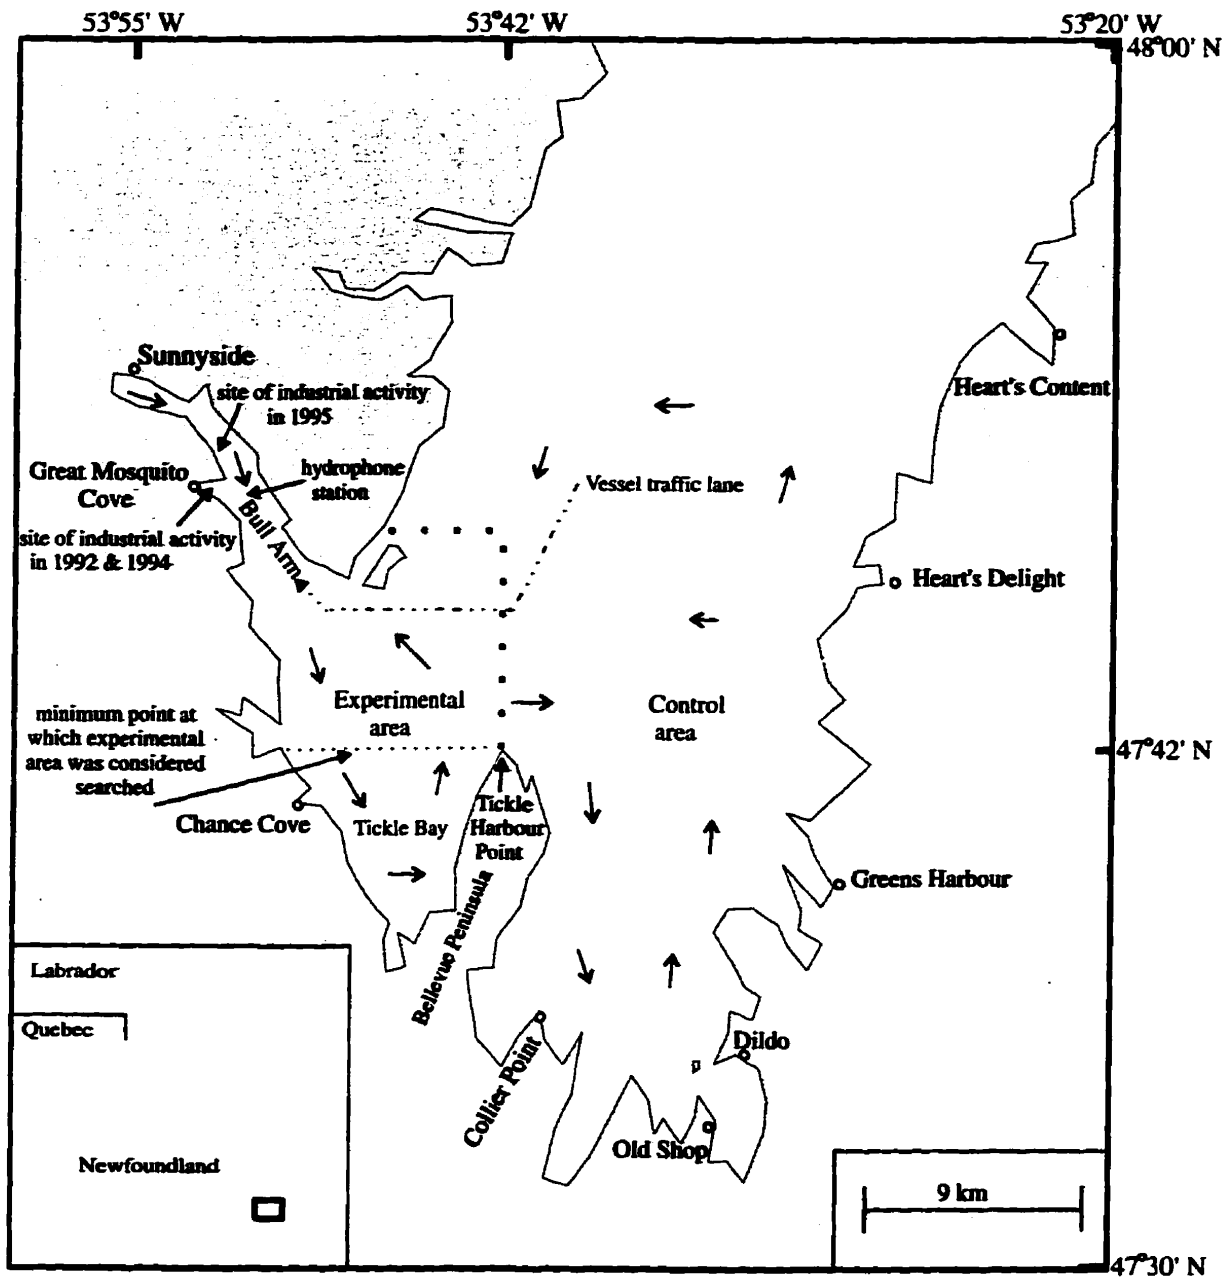 53°55' W
53°42' W
53°20' W
48°00' N
Sunnyside
site of industrial activity
in 1995
Heart's Content
Great Mosquito
Cove
hydrophone
station
Vessel traffic lane
Bull Arm
site of industrial activity
in 1992 & 1994
Heart's Delight
Experimental
area
Control
area
minimum point at
which experimental
area was considered
searched
47°42' N
Chance Cove
Tickle Bay
Tickle
Harbour
Point
Greens Harbour
Bellevue Peninsula
Labrador
Quebec
Collier Point
Dildo
Old Shop
Newfoundland
9 km
47°30' N